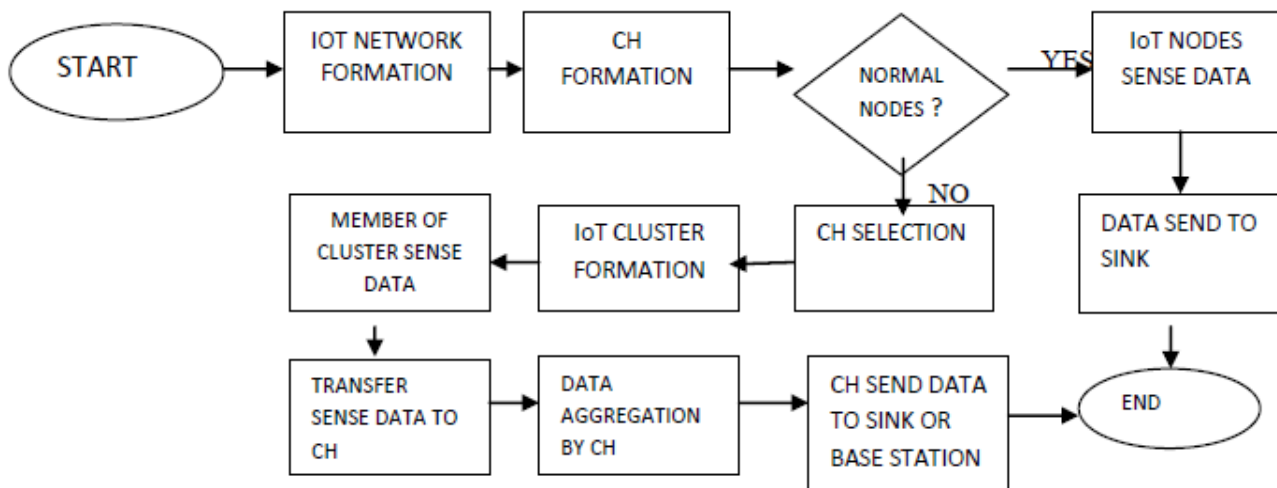 START
IOT NETWORK
FORMATION
CH
FORMATION
NORMAL
NODES ?
YES
IoT NODES
SENSE DATA
NO
DATA SEND TO
SINK
CH SELECTION
IoT CLUSTER
FORMATION
MEMBER OF
CLUSTER SENSE
DATA
TRANSFER
SENSE DATA TO
CH
DATA
AGGREGATION
BY CH
CH SEND DATA
TO SINK OR
BASE STATION
END